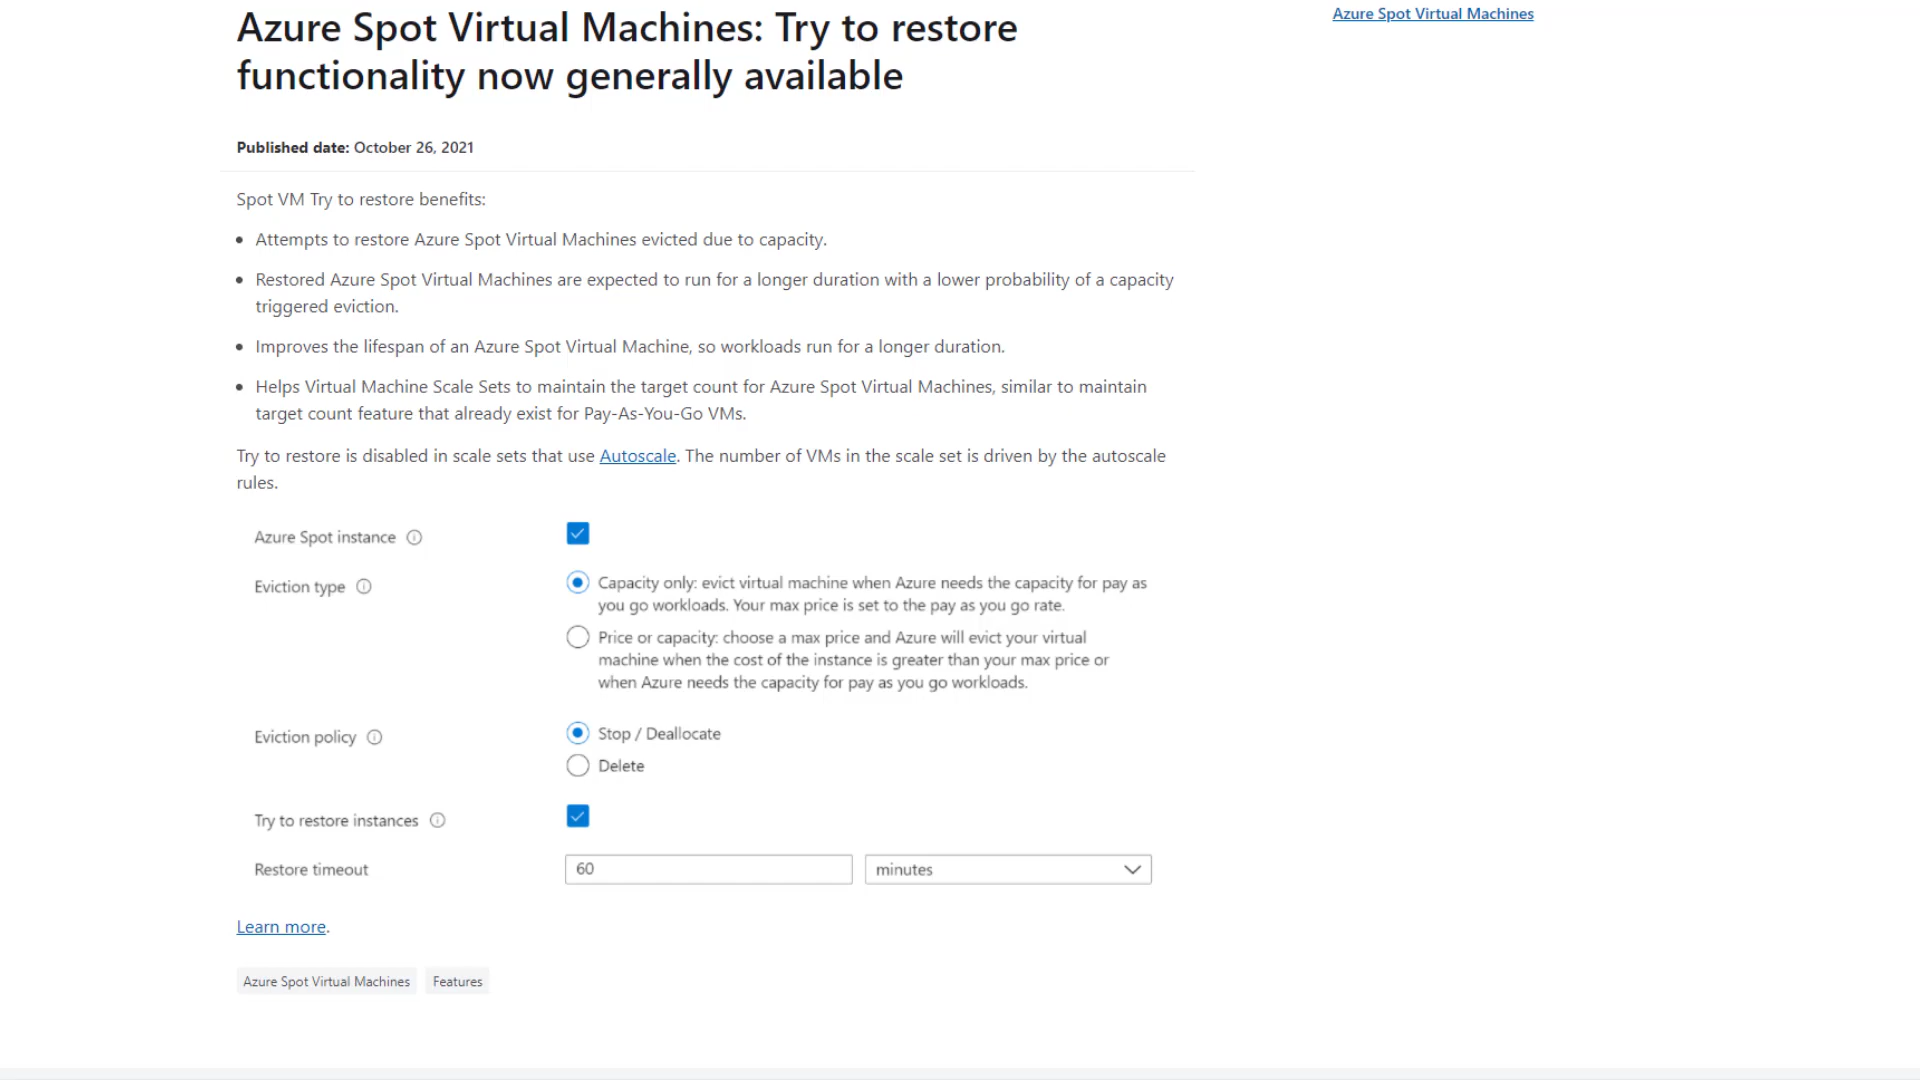 Azure Spot Virtual Machines: Try to restore
functionality now generally available
Azure Spot Virtual Machines
Published date: October 26, 2021
Spot VM Try to restore benefits:
Attempts to restore Azure Spot Virtual Machines evicted due to capacity.
Restored Azure Spot Virtual Machines are expected to run for a longer duration with a lower probability of a capacity
triggered eviction.
Improves the lifespan of an Azure Spot Virtual Machine, so workloads run for a longer duration.
Helps Virtual Machine Scale Sets to maintain the target count for Azure Spot Virtual Machines, similar to maintain
target count feature that already exist for Pay-As-You-Go VMs.
Try to restore is disabled in scale sets that use Autoscale. The number of VMs in the scale set is driven by the autoscale
rules.
Azure Spot instance
Eviction type
Capacity only: evict virtual machine when Azure needs the capacity for pay as
you go workloads. Your max price is set to the pay as you go rate.
Price or capacity: choose a max price and Azure will evict your virtual
machine when the cost of the instance is greater than your max price or
when Azure needs the capacity for pay as you go workloads.
Eviction policy
Stop / Deallocate
Delete
Try to restore instances
Restore timeout
60
minutes
Learn more.
Azure Spot Virtual Machines
Features